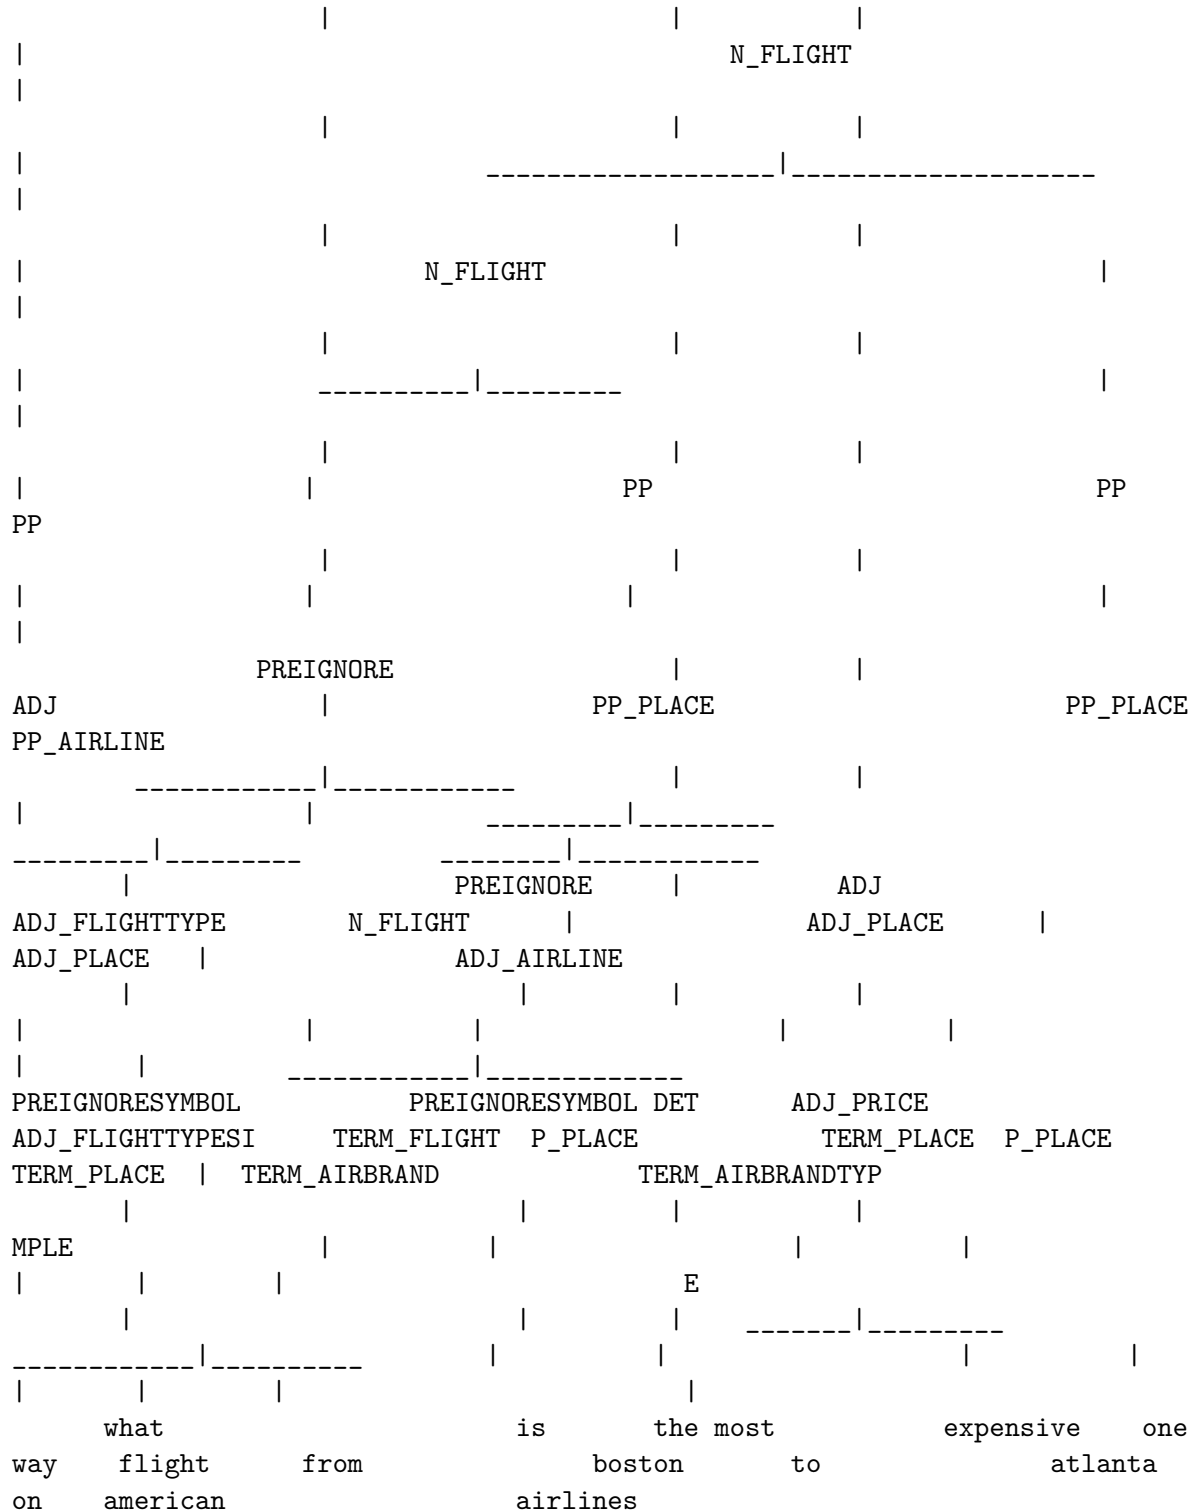 N_FLIGHT
N_FLIGHT
PP PP
PP
PREIGNORE
ADJ PP_PLACE PP_PLACE
PP_AIRLINE
PREIGNORE ADJ
ADJ_FLIGHTTYPE N_FLIGHT ADJ_PLACE
ADJ_PLACE ADJ_AIRLINE
PREIGNORESYMBOL PREIGNORESYMBOL DET ADJ_PRICE
ADJ_FLIGHTTYPESI TERM_FLIGHT P_PLACE TERM_PLACE P_PLACE
TERM_PLACE | TERM_AIRBRAND TERM_AIRBRANDTYP
MPLE
E
what is the most expensive one
way flight from boston to atlanta
on american airlines